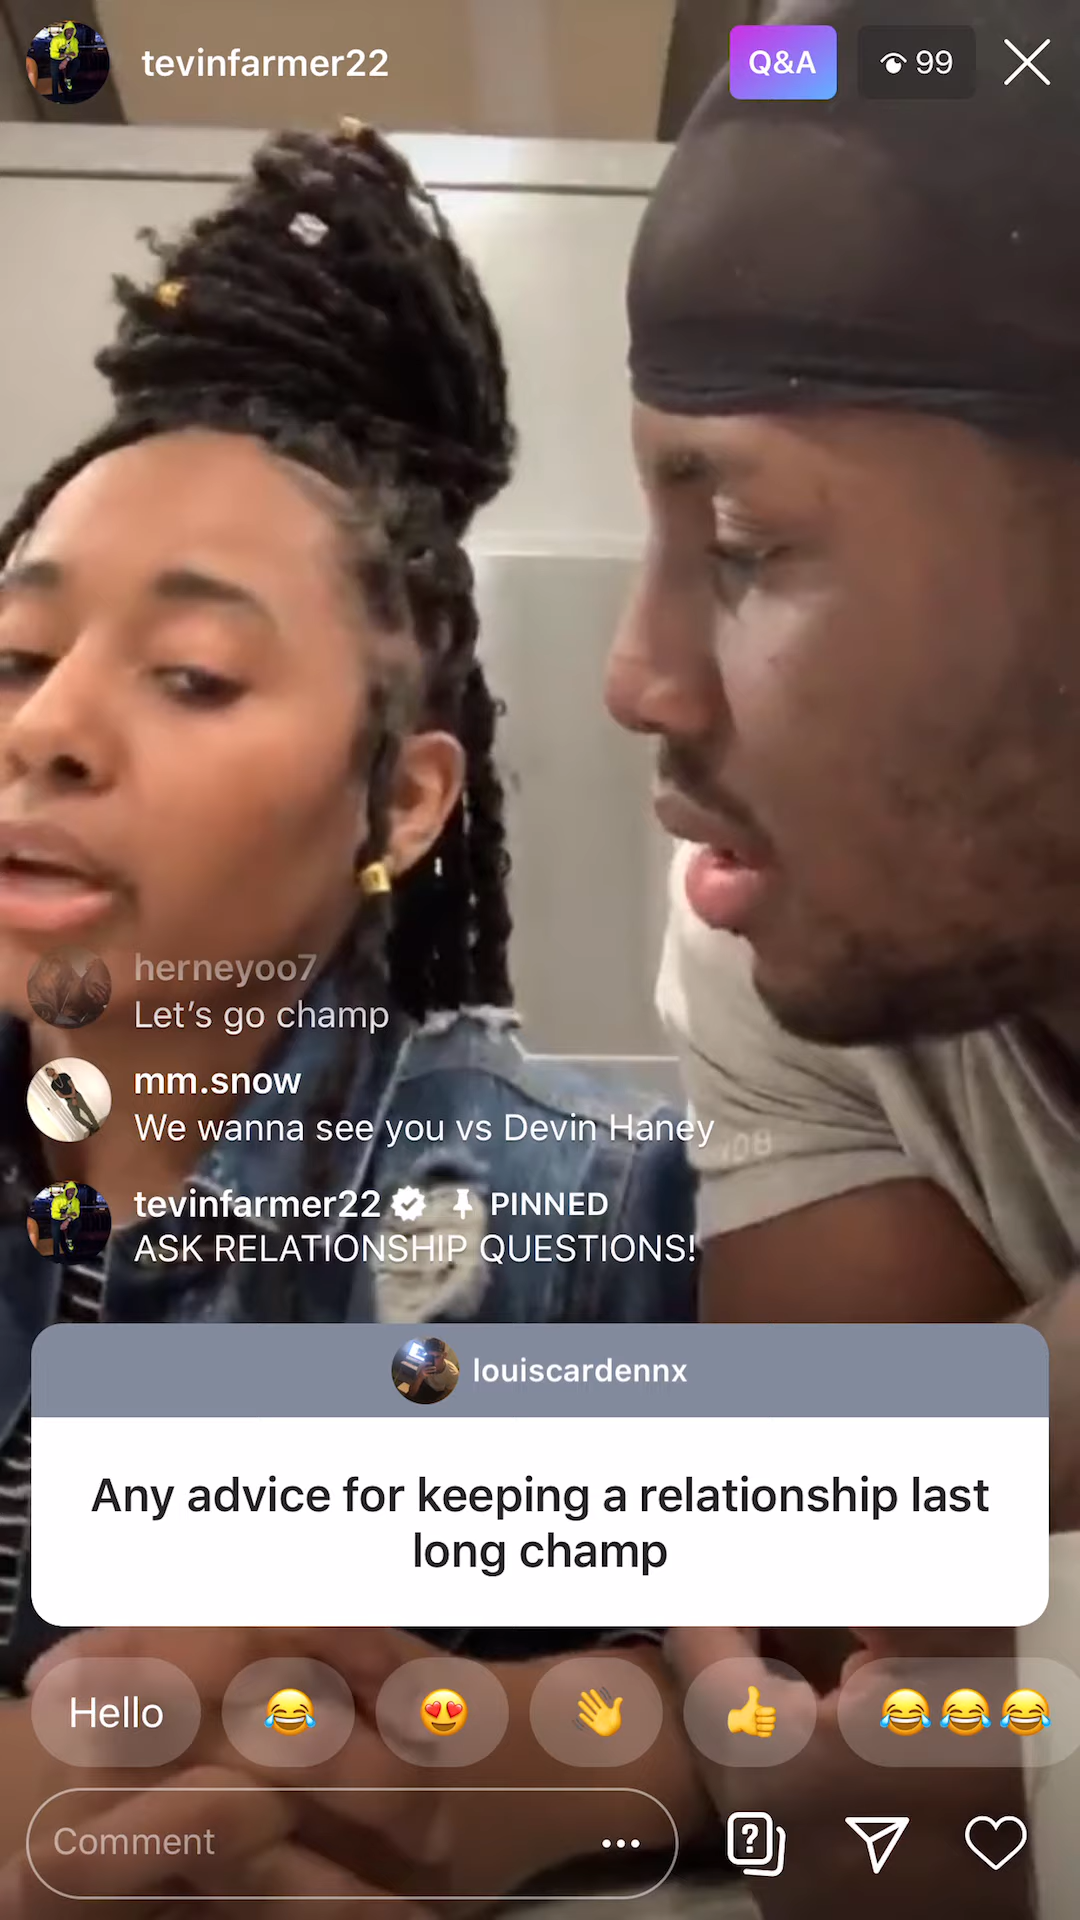 tevinfarmer22
Q&A
99
herneyoo7
Let's go champ
mm.snow
We wanna see you vs Devin Haney
tevinfarmer22 PINNED
ASK RELATIONSHIP QUESTIONS!
louiscardennx
Any advice for keeping a relationship last
long champ
Hello
Comment